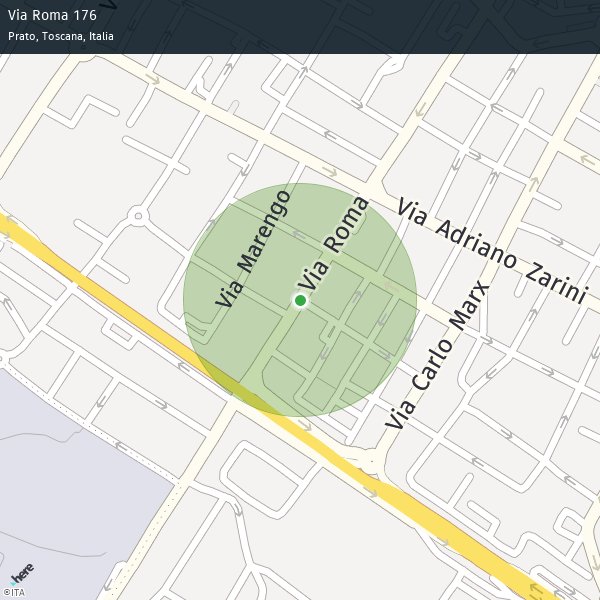 Via Roma 176
Prato, Toscana, Italia
Via Marengo
Via Roma
Via Adriano Zarini
Via Carlo Marx
here
©ITA